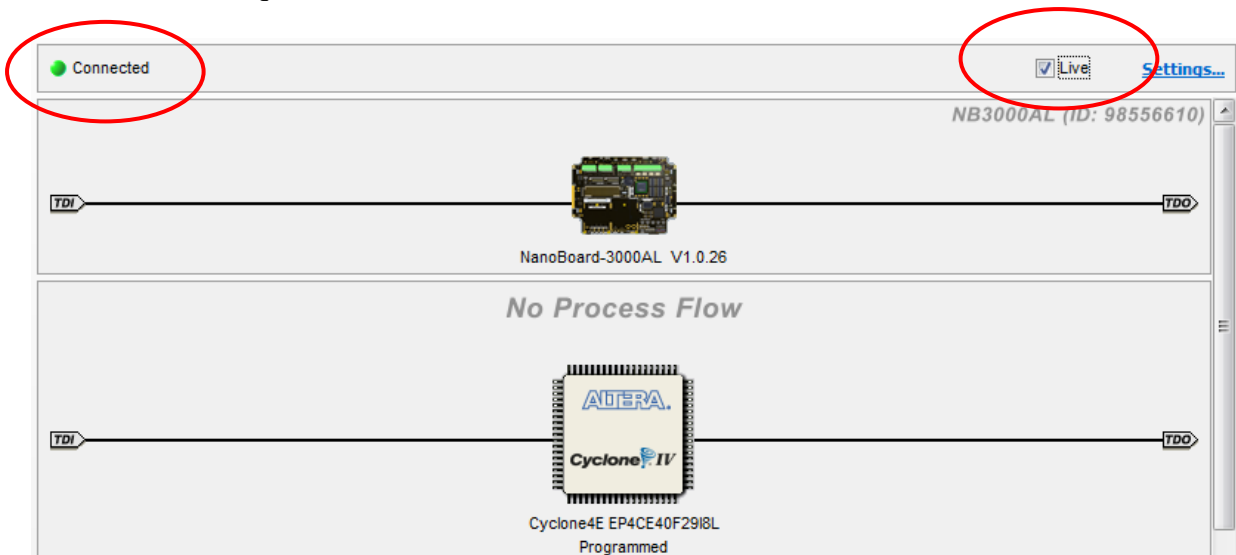 Connected
Live
Settings...
NB3000AL (ID: 98556610)
TDI
TDO
NanoBoard-3000AL V1.0.26
No Process Flow
ALTERA.
TDI
TDO
Cyclone IV
Cyclone4E EP4CE40F29I8L
Programmed